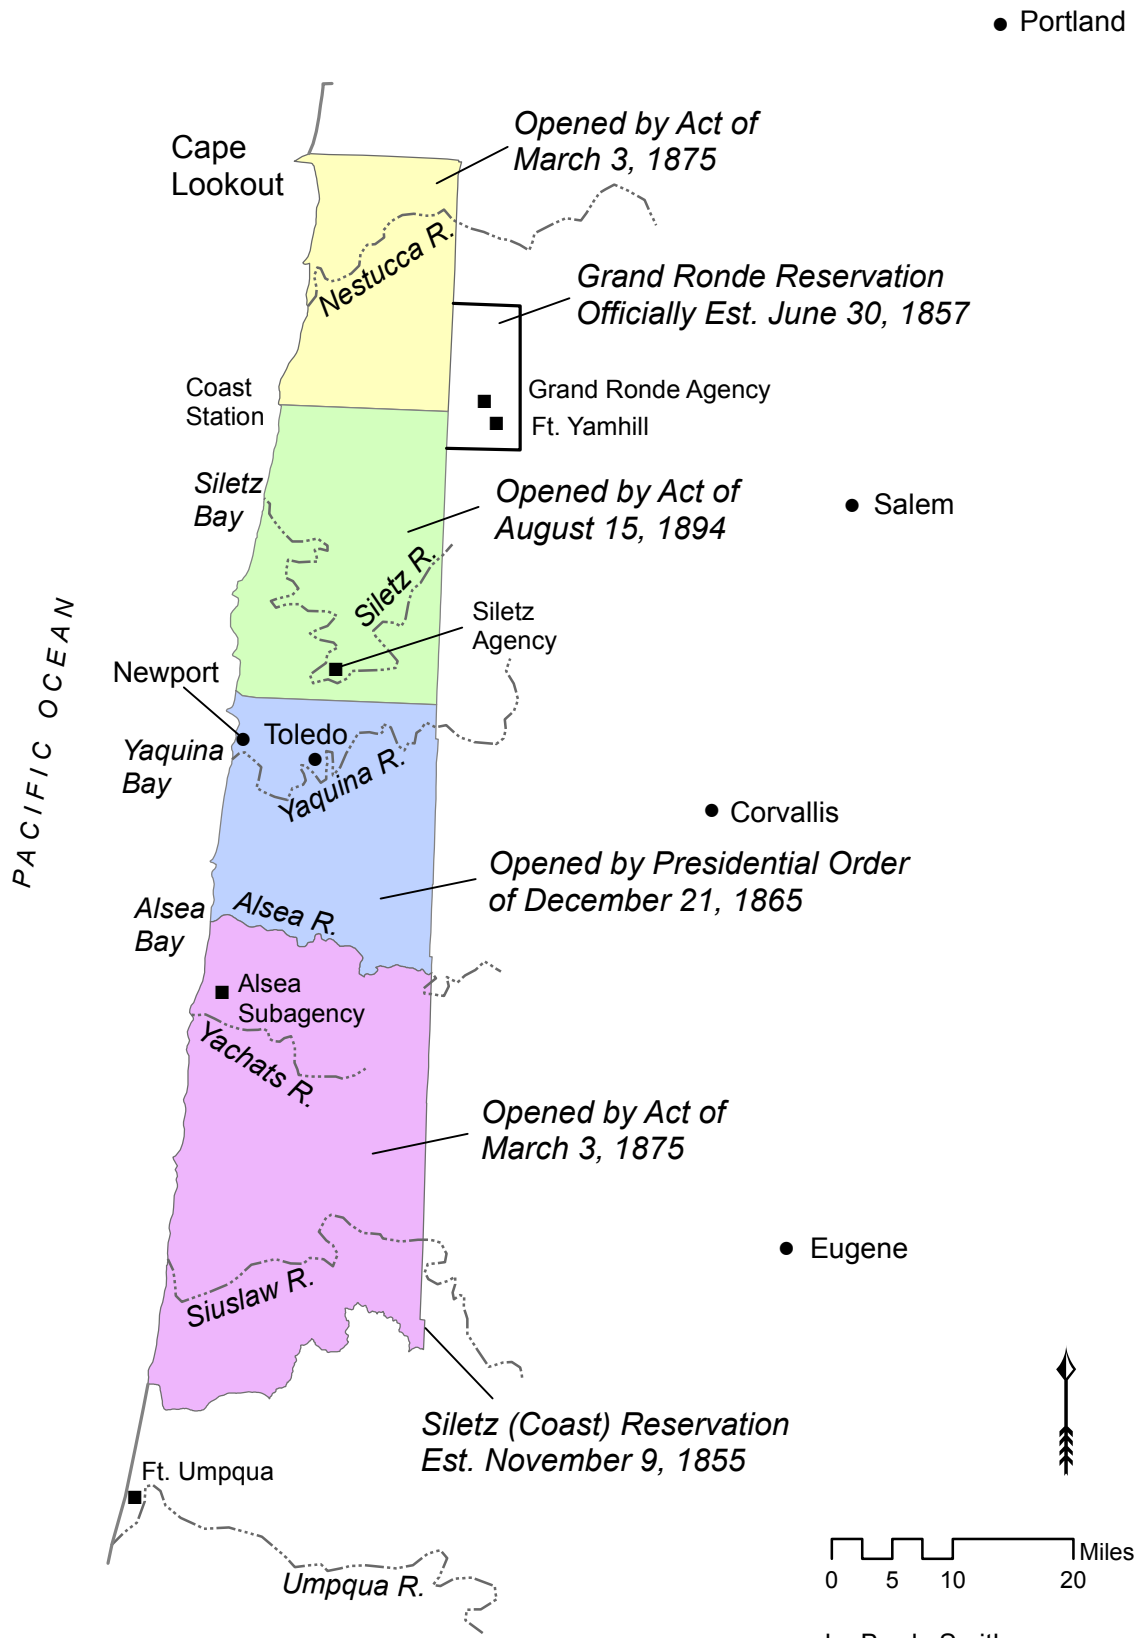 Portland
Opened by Act of
March 3, 1875
Cape
Lookout
Nestucca R.
Grand Ronde Reservation
Officially Est. June 30, 1857
Coast
Station
Grand Ronde Agency
Ft. Yamhill
Siletz
Bay
Opened by Act of
August 15, 1894
Salem
Siletz R.
Siletz
Agency
PACIFIC OCEAN
Newport
Toledo
Yaquina
Bay
Yaquina R.
Corvallis
Opened by Presidential Order
of December 21, 1865
Alsea
Bay
Alsea R.
Alsea
Subagency
Yachats R.
Opened by Act of
March 3, 1875
Eugene
Siuslaw R.
Siletz (Coast) Reservation
Est. November 9, 1855
Ft. Umpqua
Umpqua R.
Miles
0 5 10 20